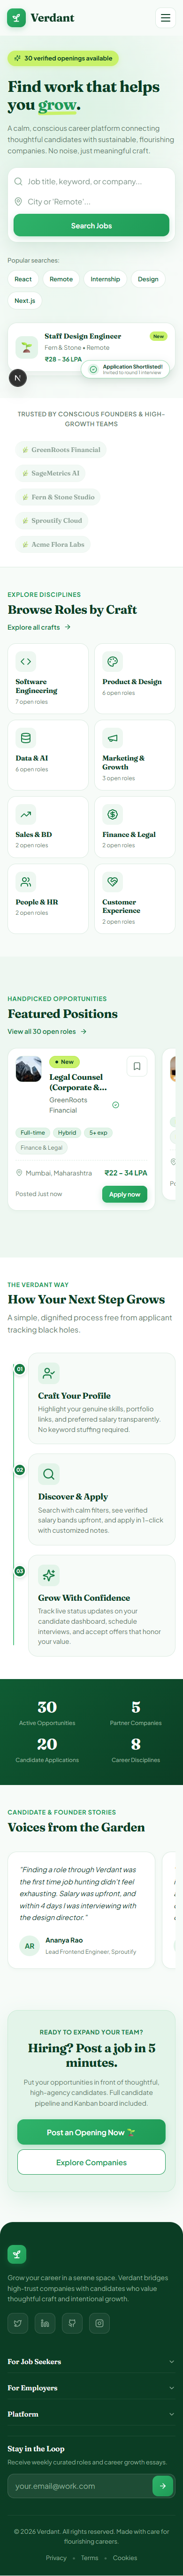 Verdant
30 verified openings available
Find work that helps
you grow.
A calm, conscious career platform connecting
thoughtful candidates with sustainable, flourishing
companies. No noise, just meaningful craft.
Job title, keyword, or company...
City or 'Remote'...
Search Jobs
Popular searches:
React
Remote
Internship
Design
Next.js
Staff Design Engineer
New
Fern & Stone • Remote
₹28 - 36 LPA
Application Shortlisted!
Invited to round 1 interview
N
TRUSTED BY CONSCIOUS FOUNDERS & HIGH-
GROWTH TEAMS
GreenRoots Financial
SageMetrics AI
Fern & Stone Studio
Sproutify Cloud
Acme Flora Labs
EXPLORE DISCIPLINES
Browse Roles by Craft
Explore all crafts →
Software
Engineering
7 open roles
Product & Design
6 open roles
Data & AI
6 open roles
Marketing &
Growth
3 open roles
Sales & BD
2 open roles
Finance & Legal
2 open roles
People & HR
2 open roles
Customer
Experience
2 open roles
HANDPICKED OPPORTUNITIES
Featured Positions
View all 30 open roles →
New
Legal Counsel
(Corporate &...
GreenRoots
Financial
Full-time
Hybrid
5+ exp
Finance & Legal
Mumbai, Maharashtra
₹22 - 34 LPA
Posted Just now
Apply now
THE VERDANT WAY
How Your Next Step Grows
A simple, dignified process free from applicant
tracking black holes.
01
Craft Your Profile
Highlight your genuine skills, portfolio
links, and preferred salary transparently.
No keyword stuffing required.
02
Discover & Apply
Search with calm filters, see verified
salary bands upfront, and apply in 1-click
with customized notes.
03
Grow With Confidence
Track live status updates on your
candidate dashboard, schedule
interviews, and accept offers that honor
your value.
30
Active Opportunities
5
Partner Companies
20
Candidate Applications
8
Career Disciplines
CANDIDATE & FOUNDER STORIES
Voices from the Garden
"Finding a role through Verdant was
the first time job hunting didn't feel
exhausting. Salary was upfront, and
within 4 days I was interviewing with
the design director."
AR
Ananya Rao
Lead Frontend Engineer, Sproutify
READY TO EXPAND YOUR TEAM?
Hiring? Post a job in 5
minutes.
Put your opportunities in front of thoughtful,
high-agency candidates. Full candidate
pipeline and Kanban board included.
Post an Opening Now
Explore Companies
Grow your career in a serene space. Verdant bridges
high-trust companies with candidates who value
thoughtful craft and intentional growth.
For Job Seekers
For Employers
Platform
Stay in the Loop
Receive weekly curated roles and career growth essays.
your.email@work.com
© 2026 Verdant. All rights reserved. Made with care for
flourishing careers.
Privacy • Terms • Cookies